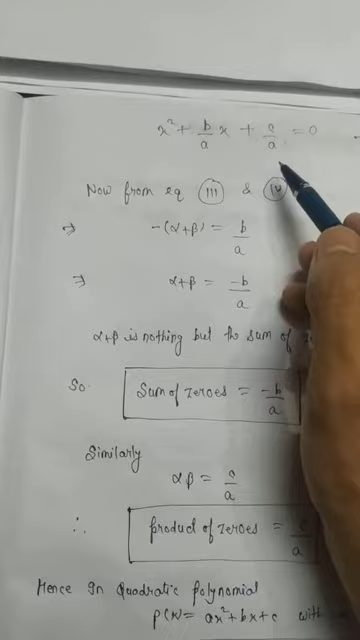 x² + b/a x + c/a = 0
Now from eq (III) & (IV)
⇒ -(α+β) = b/a
⇒ α+β = -b/a
α+β is nothing but the sum of
So. Sum of zeroes = -b/a
Similarly
αβ = c/a
∴ product of zeroes = c/a
Hence In Quadratic polynomial
p(x) = ax²+bx+c with